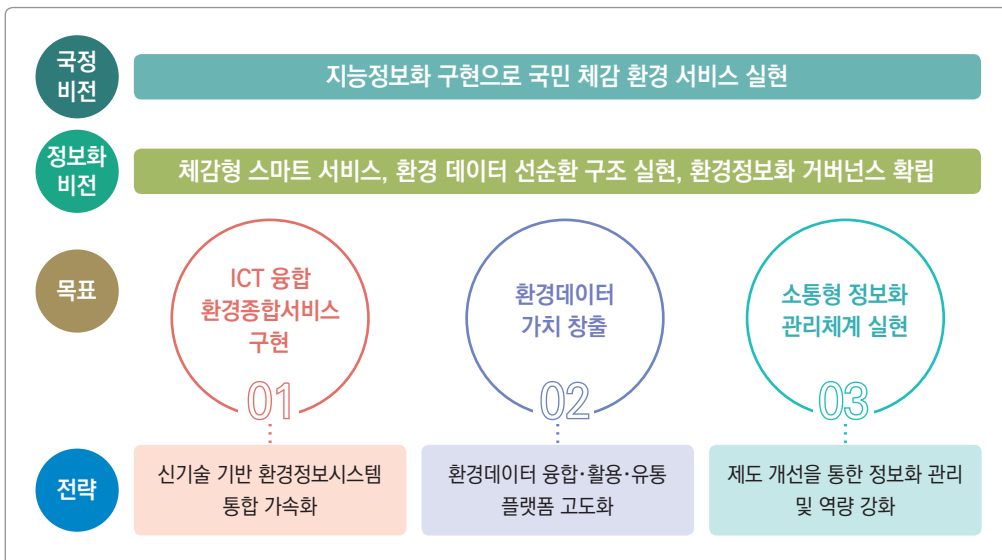 국정
비전
지능정보화 구현으로 국민 체감 환경 서비스 실현
정보화
비전
체감형 스마트 서비스, 환경 데이터 선순환 구조 실현, 환경정보화 거버넌스 확립
목표
ICT 융합
환경종합서비스
구현
01
환경데이터
가치 창출
02
소통형 정보화
관리체계 실현
03
전략
신기술 기반 환경정보시스템
통합 가속화
환경데이터 융합·활용·유통
플랫폼 고도화
제도 개선을 통한 정보화 관리
및 역량 강화